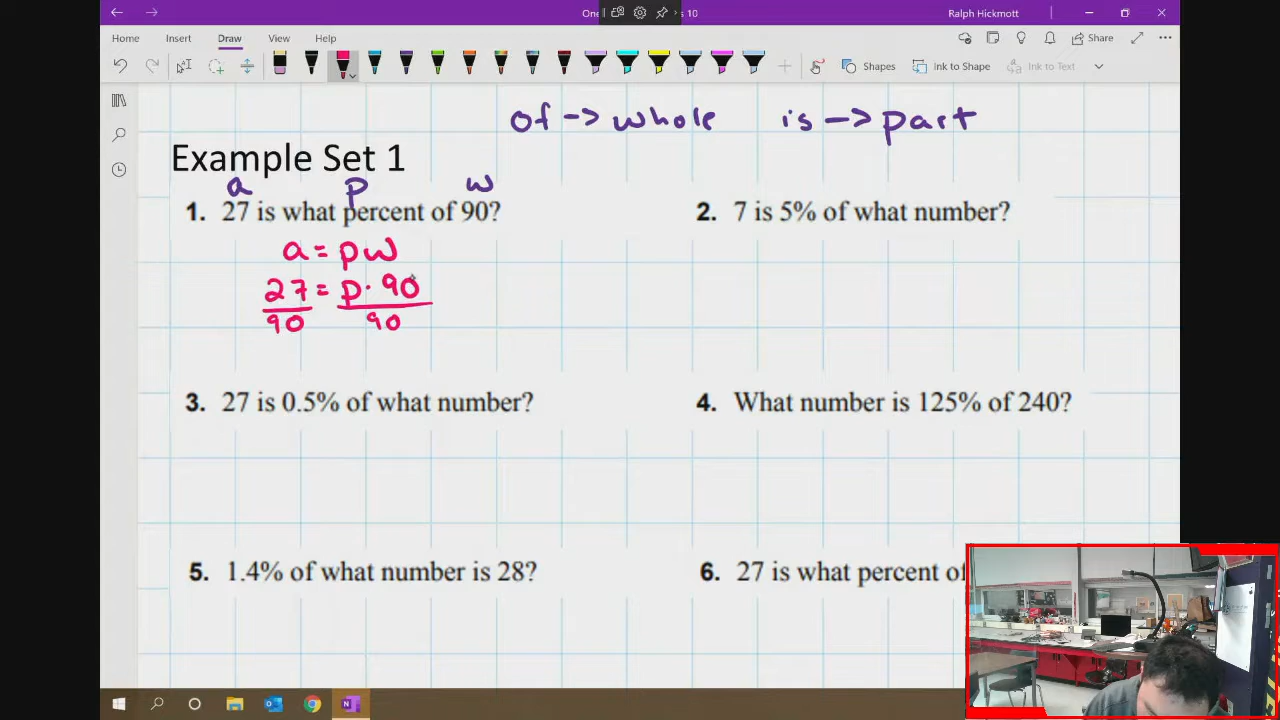 One
s 10
Ralph Hickmott
Home Insert Draw View Help
Share
Shapes
Ink to Shape
Ink to Text
of -> whole is -> part
Example Set 1
a p w
1. 27 is what percent of 90?
2. 7 is 5% of what number?
a = pw
27 = p · 90
90 90
3. 27 is 0.5% of what number?
4. What number is 125% of 240?
5. 1.4% of what number is 28?
6. 27 is what percent of